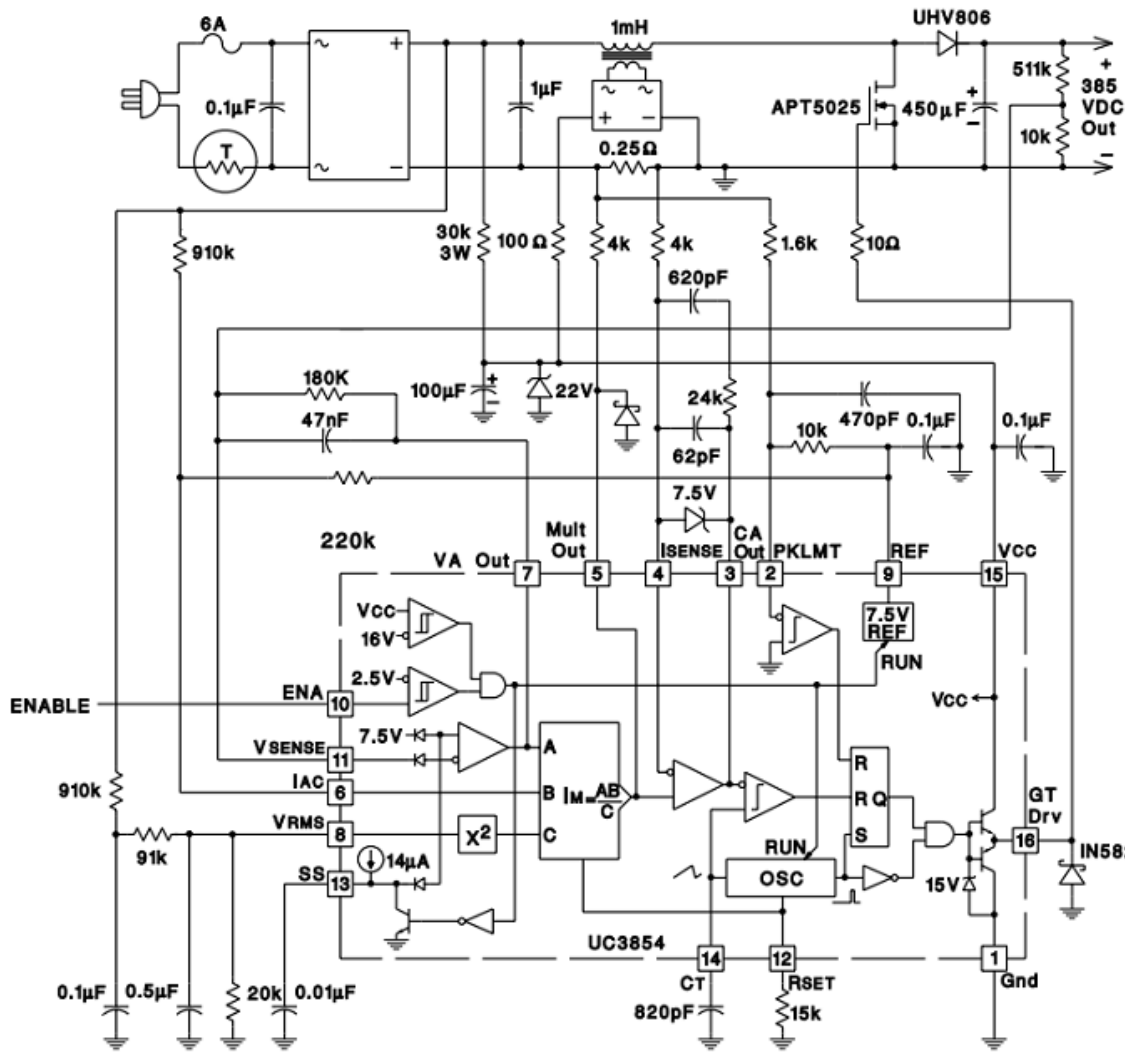 UHV806
6A
1mH
+
1µF
0.1µF
APT5025
450µF
+
−
511k
+
385
VDC
Out
10k
−
T
0.25Ω
+
−
−
910k
30k
3W
100Ω
4k
4k
1.6k
10Ω
620pF
180K
100µF
+
−
22V
24k
47nF
62pF
470pF
10k
0.1µF
0.1µF
7.5V
220k
VA Out
Mult
Out
ISENSE
CA
Out
PKLMT
REF
VCC
7
5
4
3
2
9
15
VCC
16V
7.5V
REF
RUN
2.5V
ENABLE
ENA
10
VCC
7.5V
VSENSE
11
A
IAC
6
B
IM=AB/C
R
R
Q
S
GT
Drv
16
910k
VRMS
8
X²
C
91k
RUN
14µA
SS
13
OSC
15V
IN582
UC3854
14
12
1
CT
RSET
Gnd
0.1µF
0.5µF
20k
0.01µF
820pF
15k